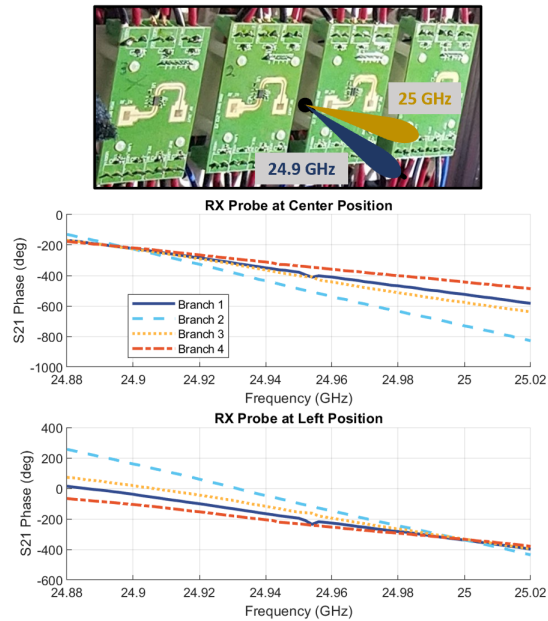 3
2
25 GHz
24.9 GHz
RX Probe at Center Position
0
-200
-400
-600
-800
-1000
S21 Phase (deg)
Branch 1
Branch 2
Branch 3
Branch 4
24.88 24.9 24.92 24.94 24.96 24.98 25 25.02
Frequency (GHz)
RX Probe at Left Position
400
200
0
-200
-400
-600
S21 Phase (deg)
24.88 24.9 24.92 24.94 24.96 24.98 25 25.02
Frequency (GHz)